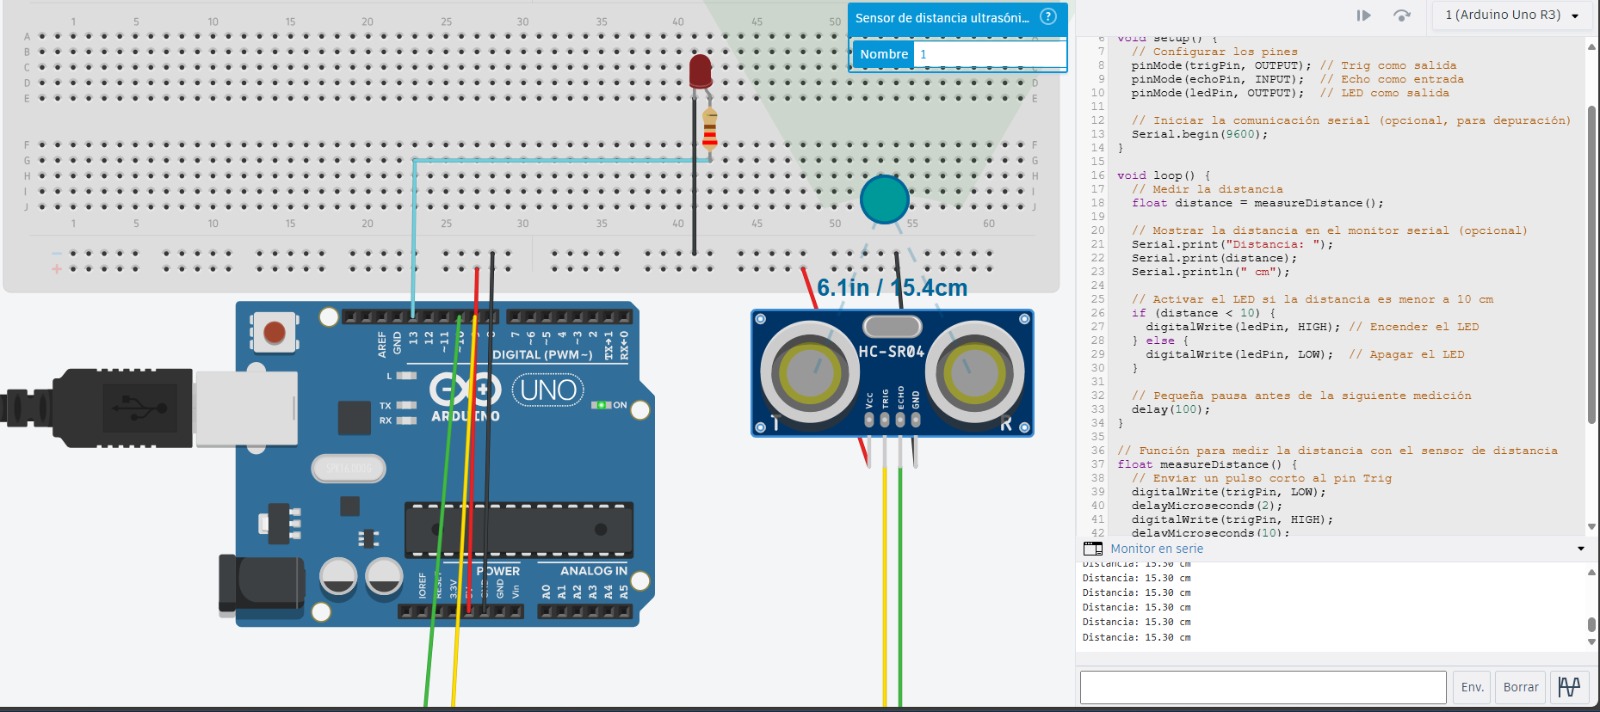 1 5 10 15 20 25 30 35 40 45 50
A
B
C
D
E
F
G
H
I
J
D
E
F
G
H
I
J
1 5 10 15 20 25 30 35 40 45 50 55 60
Sensor de distancia ultrasóni... ?
Nombre 1
6.1in / 15.4cm
HC-SR04
VCC
TRIG
ECHO
GND
T
R
AREF
GND
13
12
~11
~10
7
~6
~5
4
~3
2
TX→1
RX←0
DIGITAL (PWM~)
L
TX
RX
ARDUINO
UNO
ON
IOREF
RESET
3.3V
GND
Vin
POWER
ANALOG IN
A0
A1
A2
A3
A4
A5
1 (Arduino Uno R3)
6 void setup() {
7 // Configurar los pines
8 pinMode(trigPin, OUTPUT); // Trig como salida
9 pinMode(echoPin, INPUT);  // Echo como entrada
10 pinMode(ledPin, OUTPUT);  // LED como salida
11
12 // Iniciar la comunicación serial (opcional, para depuración)
13 Serial.begin(9600);
14 }
15
16 void loop() {
17 // Medir la distancia
18 float distance = measureDistance();
19
20 // Mostrar la distancia en el monitor serial (opcional)
21 Serial.print("Distancia: ");
22 Serial.print(distance);
23 Serial.println(" cm");
24
25 // Activar el LED si la distancia es menor a 10 cm
26 if (distance < 10) {
27 digitalWrite(ledPin, HIGH); // Encender el LED
28 } else {
29 digitalWrite(ledPin, LOW);  // Apagar el LED
30 }
31
32 // Pequeña pausa antes de la siguiente medición
33 delay(100);
34 }
35
36 // Función para medir la distancia con el sensor de distancia
37 float measureDistance() {
38 // Enviar un pulso corto al pin Trig
39 digitalWrite(trigPin, LOW);
40 delayMicroseconds(2);
41 digitalWrite(trigPin, HIGH);
42 delayMicroseconds(10);
Monitor en serie
Distancia: 15.30 cm
Distancia: 15.30 cm
Distancia: 15.30 cm
Distancia: 15.30 cm
Distancia: 15.30 cm
Distancia: 15.30 cm
Env.
Borrar